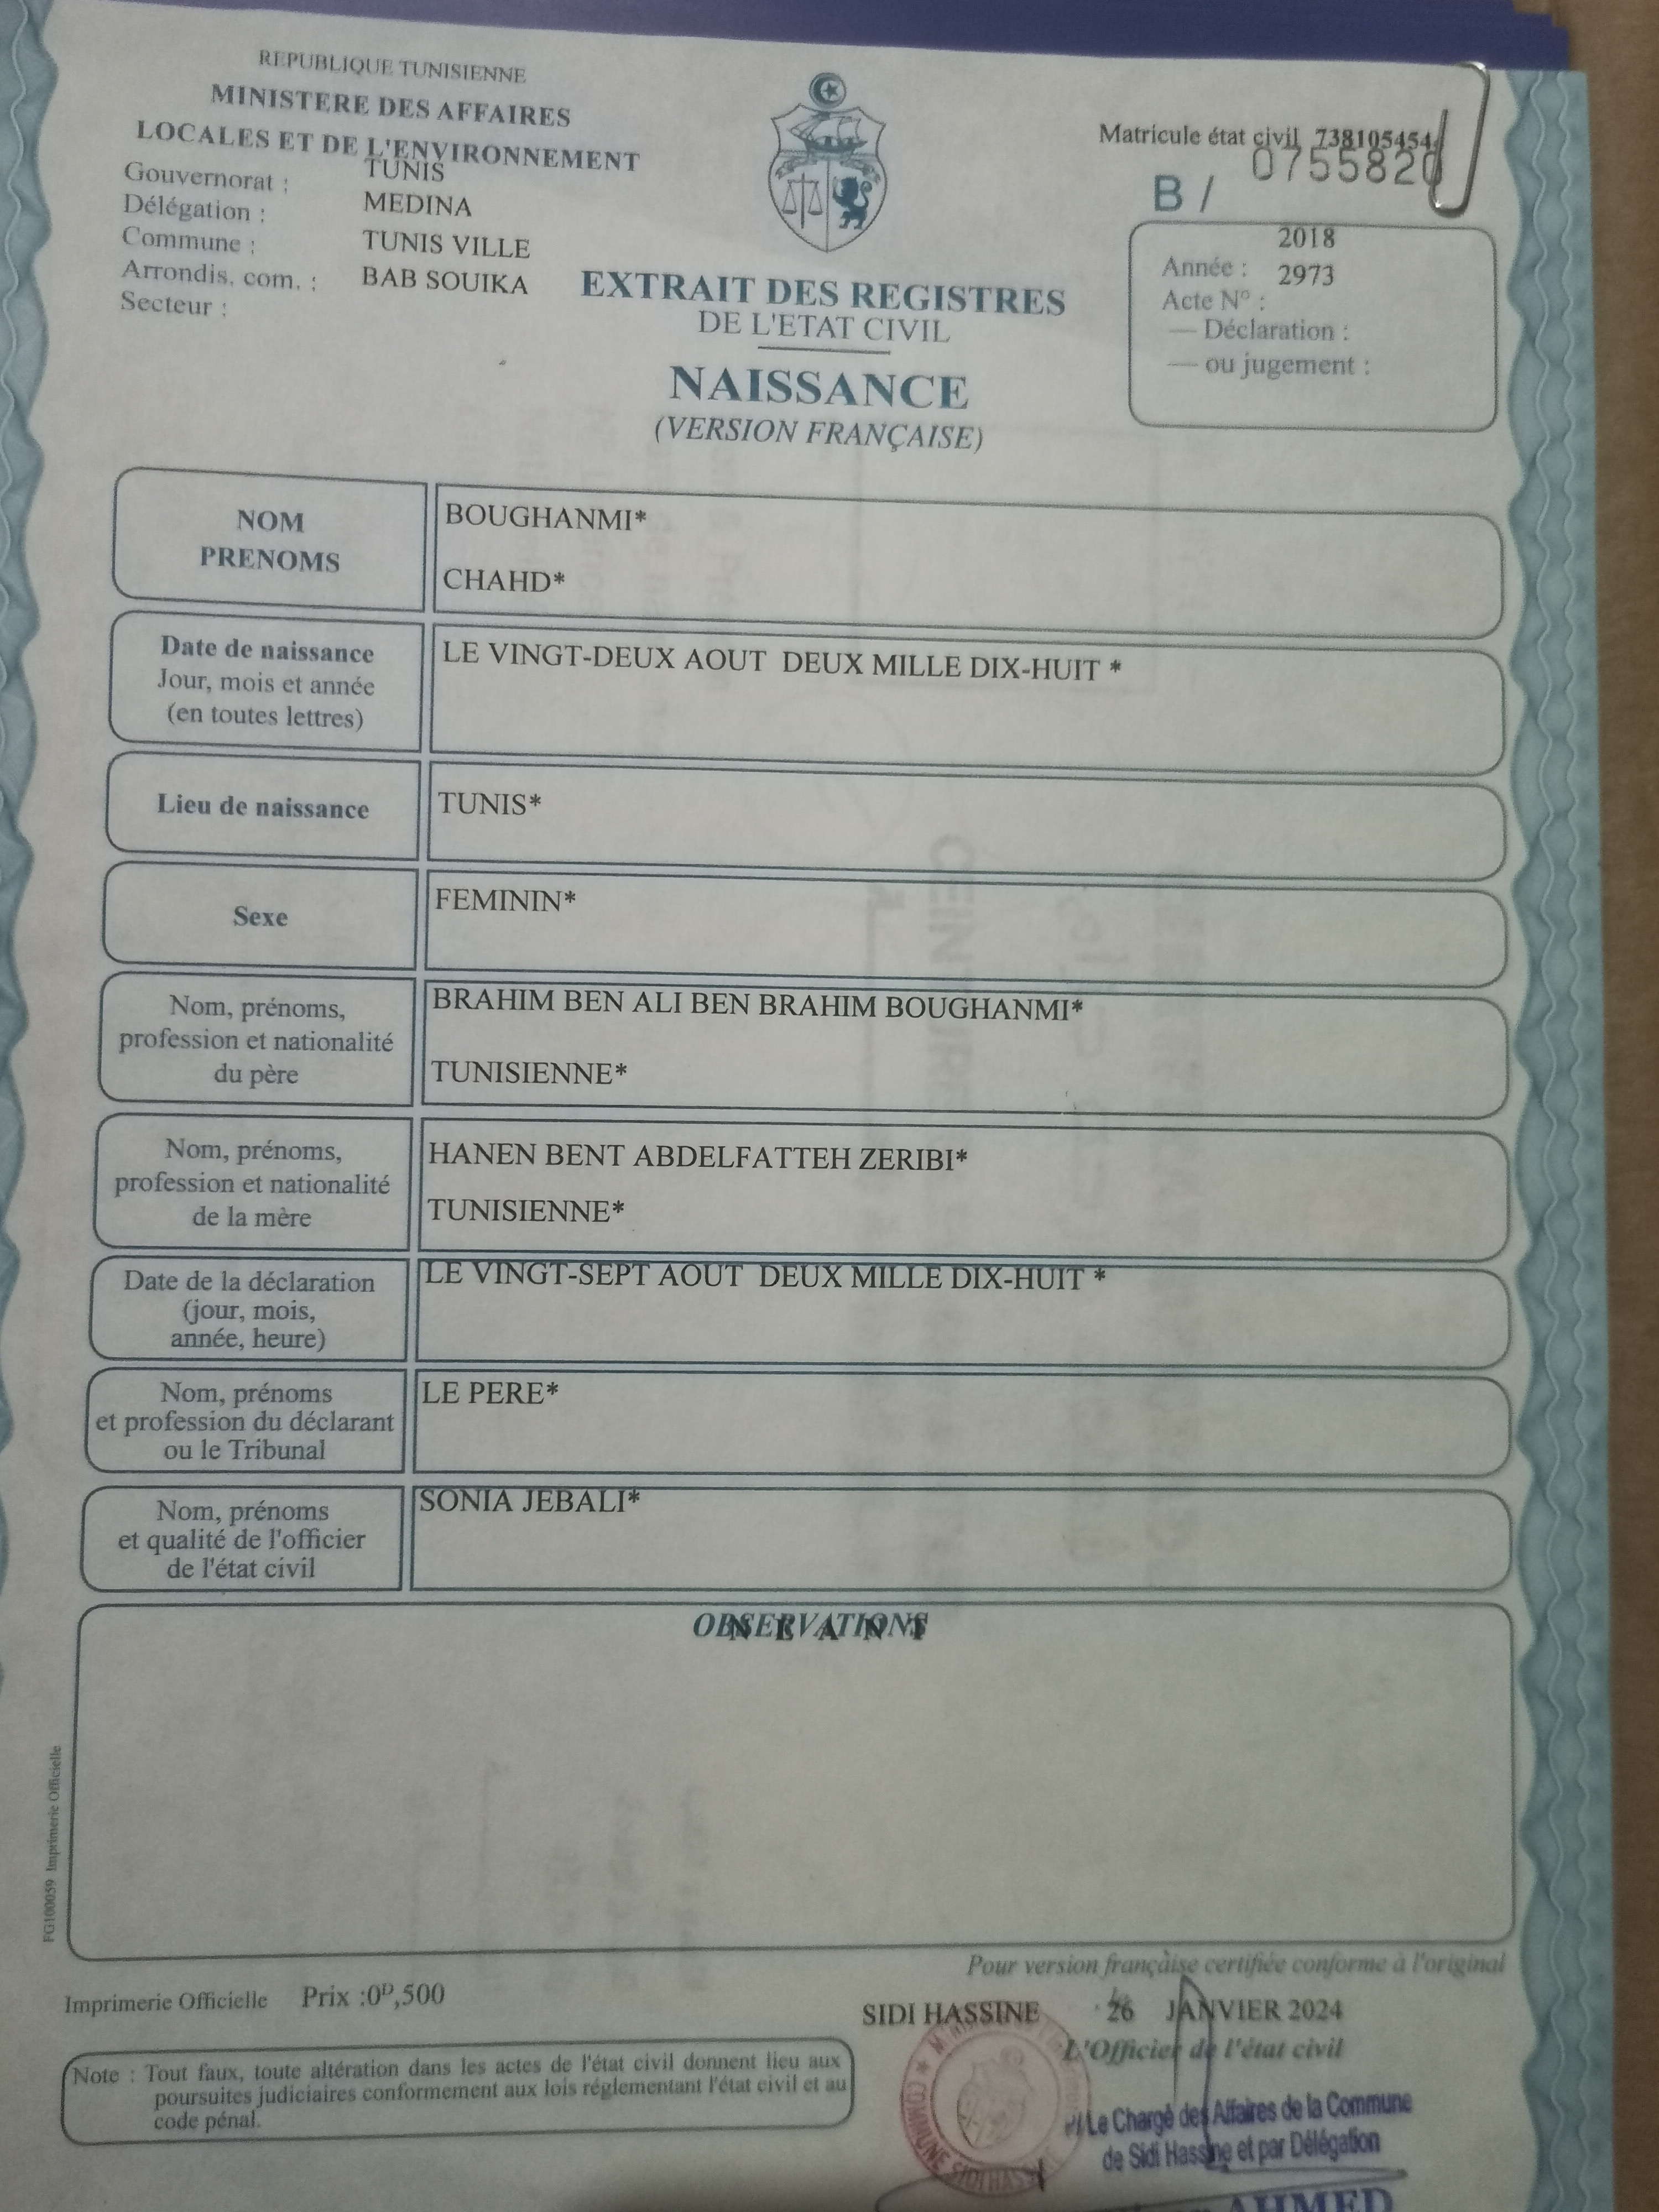 REPUBLIQUE TUNISIENNE
MINISTERE DES AFFAIRES
LOCALES ET DE L'ENVIRONNEMENT
Gouvernorat : TUNIS
Délégation : MEDINA
Commune : TUNIS VILLE
Arrondis. com. : BAB SOUIKA
Secteur :
Matricule état civil 7381054544
B / 0755820
2018
Année : 2973
Acte N° :
— Déclaration :
— ou jugement :
EXTRAIT DES REGISTRES
DE L'ETAT CIVIL
NAISSANCE
(VERSION FRANÇAISE)
NOM
PRENOMS
BOUGHANMI*
CHAHD*
Date de naissance
Jour, mois et année
(en toutes lettres)
LE VINGT-DEUX AOUT DEUX MILLE DIX-HUIT *
Lieu de naissance
TUNIS*
Sexe
FEMININ*
Nom, prénoms,
profession et nationalité
du père
BRAHIM BEN ALI BEN BRAHIM BOUGHANMI*
TUNISIENNE*
Nom, prénoms,
profession et nationalité
de la mère
HANEN BENT ABDELFATTEH ZERIBI*
TUNISIENNE*
Date de la déclaration
(jour, mois,
année, heure)
LE VINGT-SEPT AOUT DEUX MILLE DIX-HUIT *
Nom, prénoms
et profession du déclarant
ou le Tribunal
LE PERE*
Nom, prénoms
et qualité de l'officier
de l'état civil
SONIA JEBALI*
OBSERVATIONS
N E A N T
FG100059 Imprimerie Officielle
Pour version française certifiée conforme à l'original
Imprimerie Officielle Prix :0ᴰ,500
SIDI HASSINE 26 JANVIER 2024
L'Officier de l'état civil
Note : Tout faux, toute altération dans les actes de l'état civil donnent lieu aux
poursuites judiciaires conformement aux lois réglementant l'état civil et au
code pénal.
Le Chargé des Affaires de la Commune
de Sidi Hassine et par Délégation
COMMUNE SIDI HASSINE
AHMED